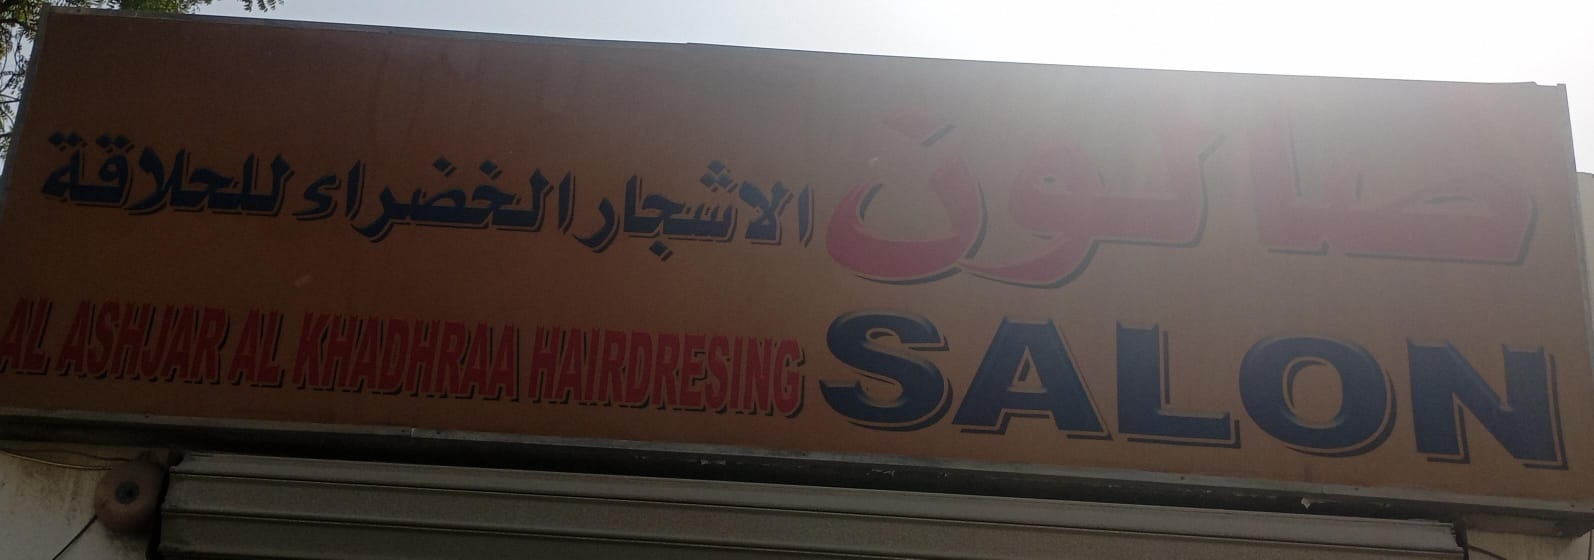 صالون الاشجار الخضراء للحلاقة
AL ASHJAR AL KHADHRAA HAIRDRESING SALON